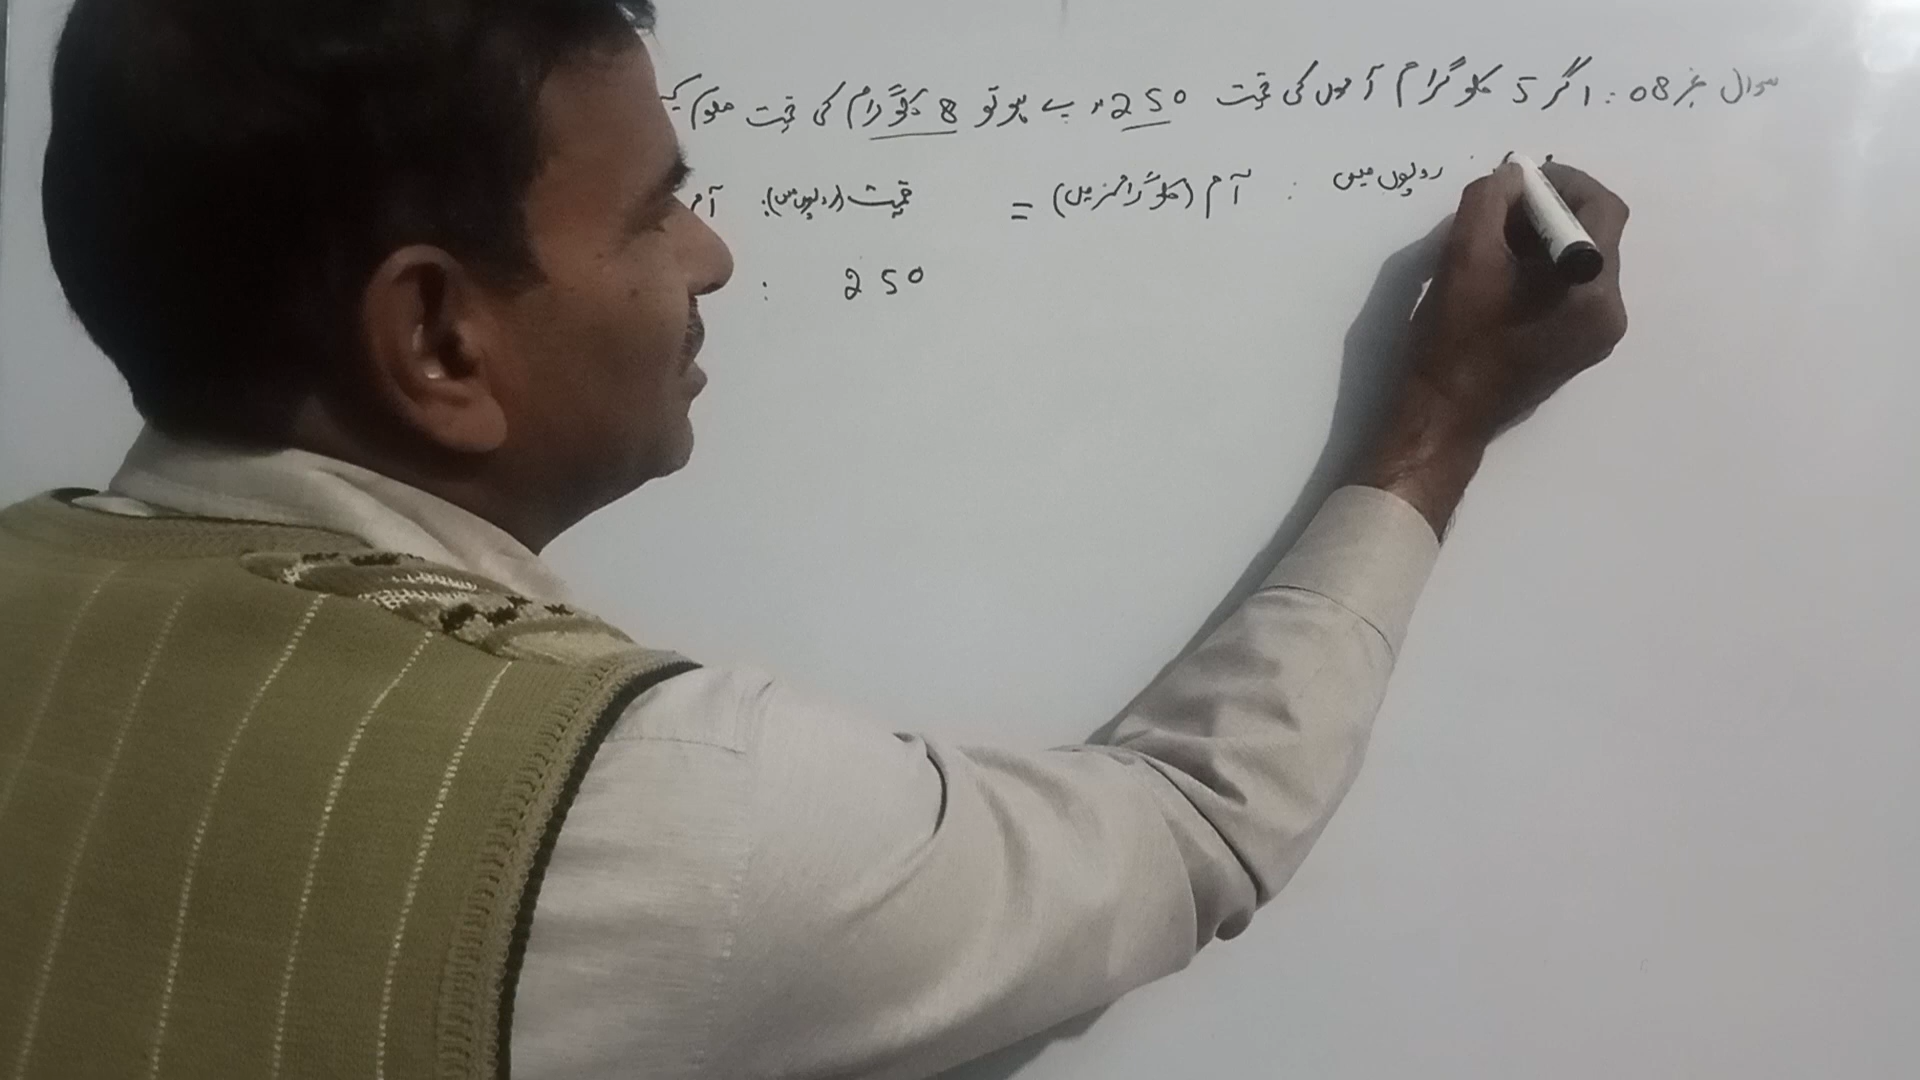 سوال نمبر 08: اگر 5 کلوگرام آموں کی قیمت 250 روپے ہو تو 8 کلوگرام کی قیمت معلوم
روپوں میں : آم (کلوگرامز میں) = قیمت (روپوں میں): آم
250 :